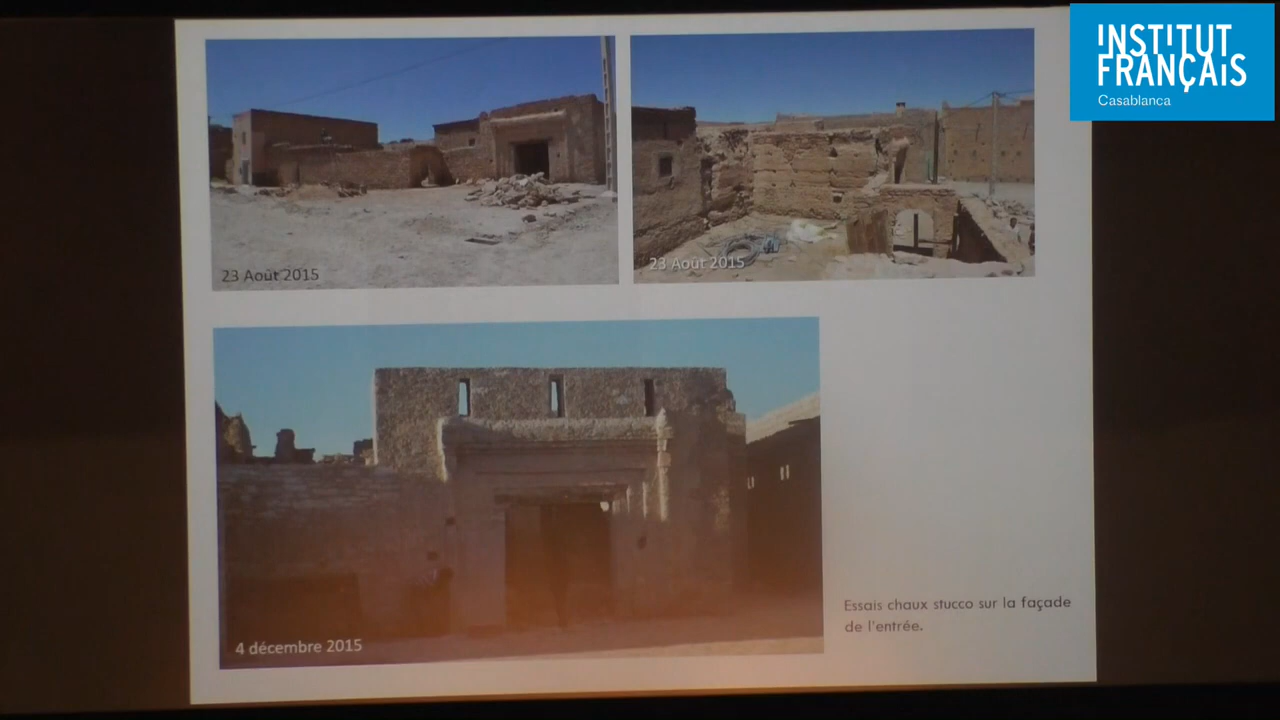 INSTITUT
FRANÇAiS
Casablanca
23 Août 2015
23 Août 2015
4 décembre 2015
Essais chaux stucco sur la façade
de l'entrée.